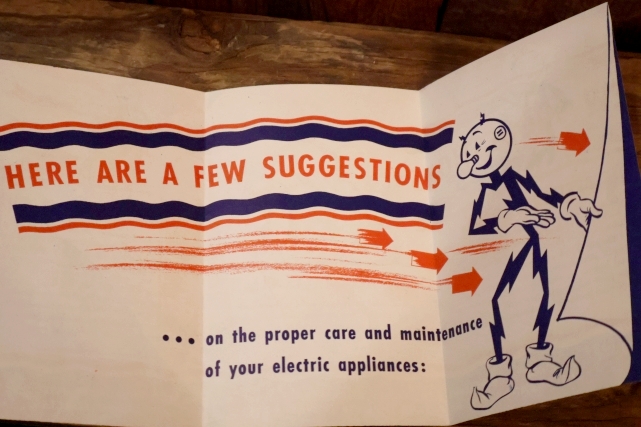 HERE ARE A FEW SUGGESTIONS
... on the proper care and maintenance
of your electric appliances: